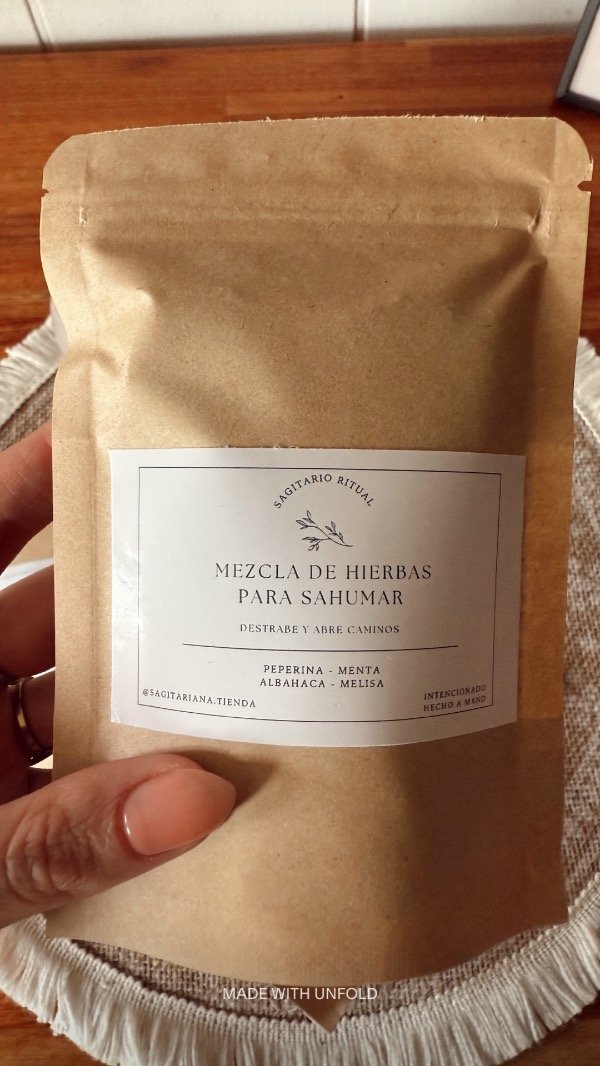 SAGITARIO RITUAL
MEZCLA DE HIERBAS
PARA SAHUMAR
DESTRABE Y ABRE CAMINOS
PEPERINA - MENTA
ALBAHACA - MELISA
@SAGITARIANA.TIENDA
INTENCIONADO
HECHO A MANO
MADE WITH UNFOLD